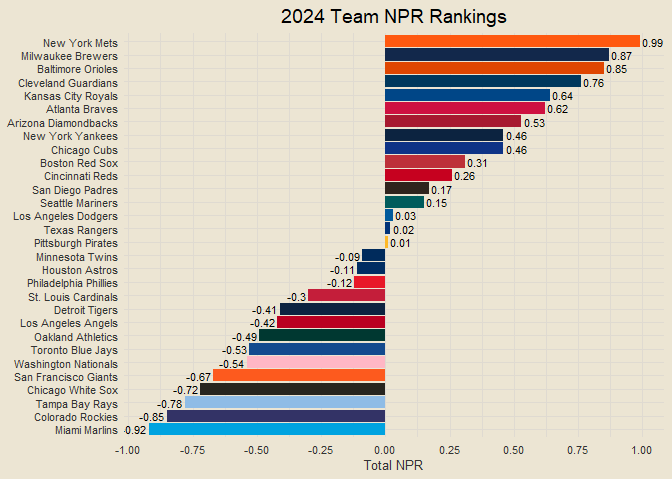 2024 Team NPR Rankings
New York Mets 0.99
Milwaukee Brewers 0.87
Baltimore Orioles 0.85
Cleveland Guardians 0.76
Kansas City Royals 0.64
Atlanta Braves 0.62
Arizona Diamondbacks 0.53
New York Yankees 0.46
Chicago Cubs 0.46
Boston Red Sox 0.31
Cincinnati Reds 0.26
San Diego Padres 0.17
Seattle Mariners 0.15
Los Angeles Dodgers 0.03
Texas Rangers 0.02
Pittsburgh Pirates 0.01
Minnesota Twins -0.09
Houston Astros -0.11
Philadelphia Phillies -0.12
St. Louis Cardinals -0.3
Detroit Tigers -0.41
Los Angeles Angels -0.42
Oakland Athletics -0.49
Toronto Blue Jays -0.53
Washington Nationals -0.54
San Francisco Giants -0.67
Chicago White Sox -0.72
Tampa Bay Rays -0.78
Colorado Rockies -0.85
Miami Marlins -0.92
-1.00 -0.75 -0.50 -0.25 0.00 0.25 0.50 0.75 1.00
Total NPR